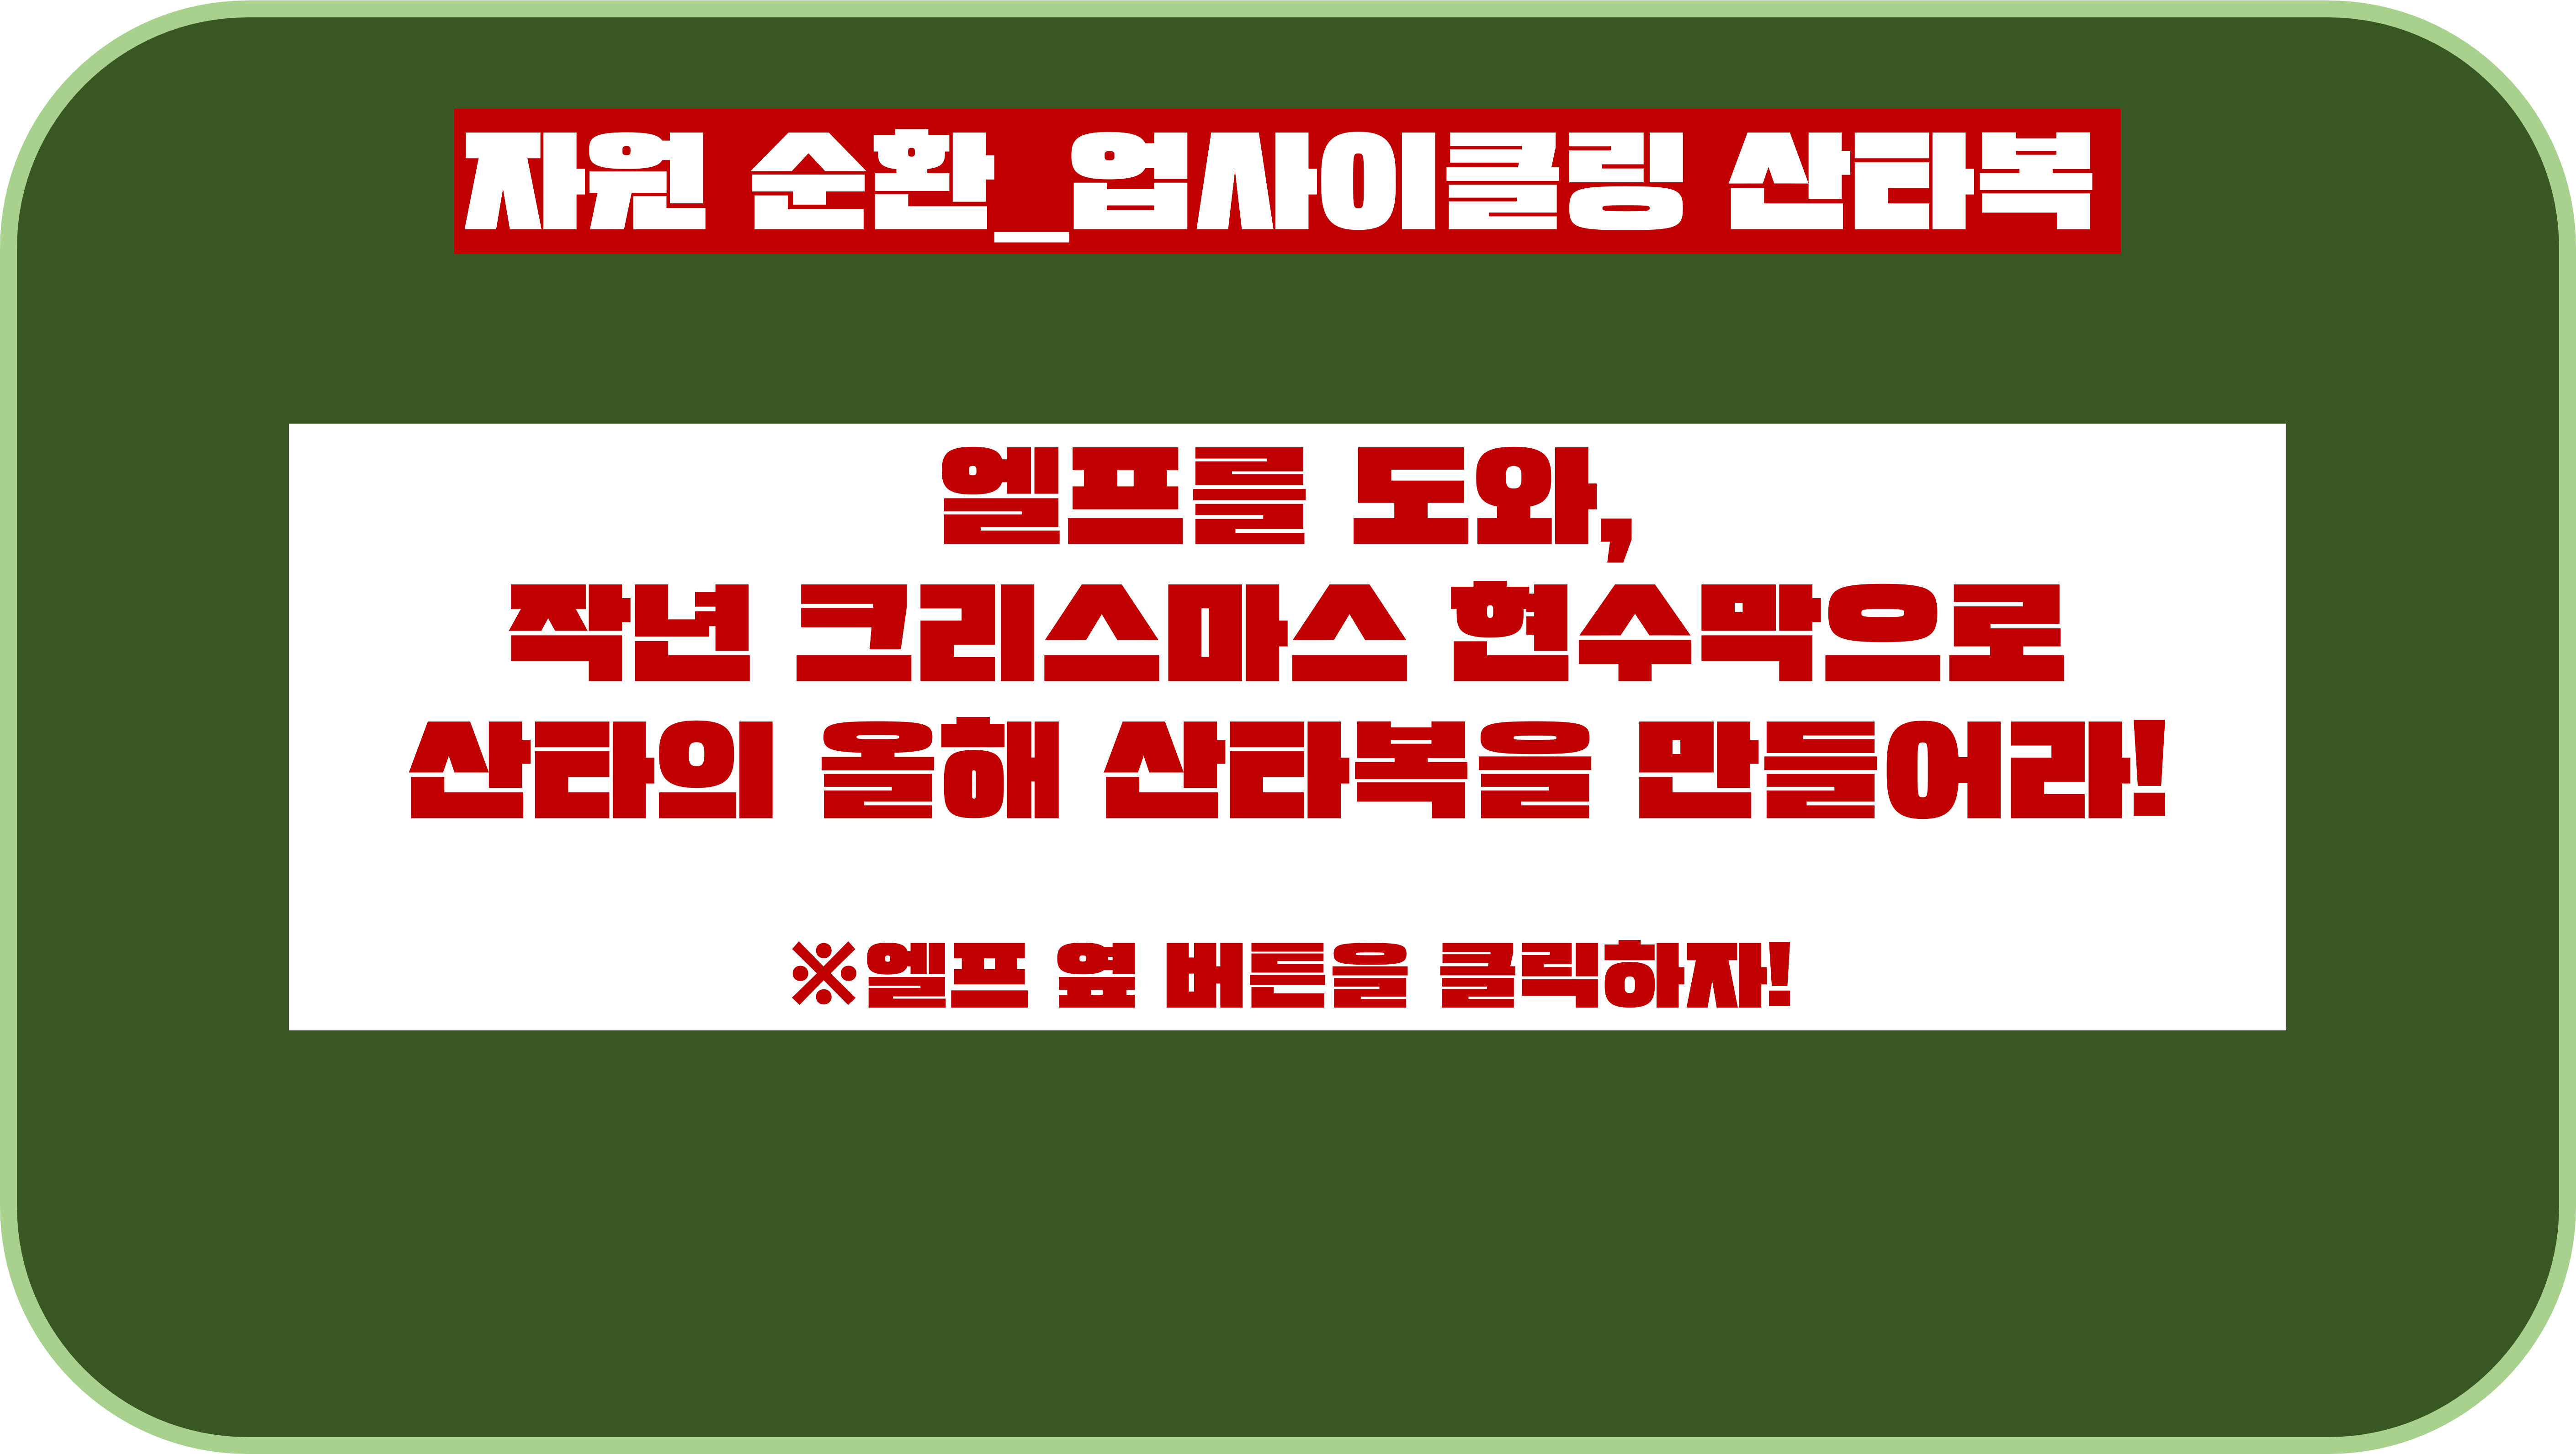 자원 순환_업사이클링 산타복
엘프를 도와,
작년 크리스마스 현수막으로
산타의 올해 산타복을 만들어라!
※엘프 옆 버튼을 클릭하자!